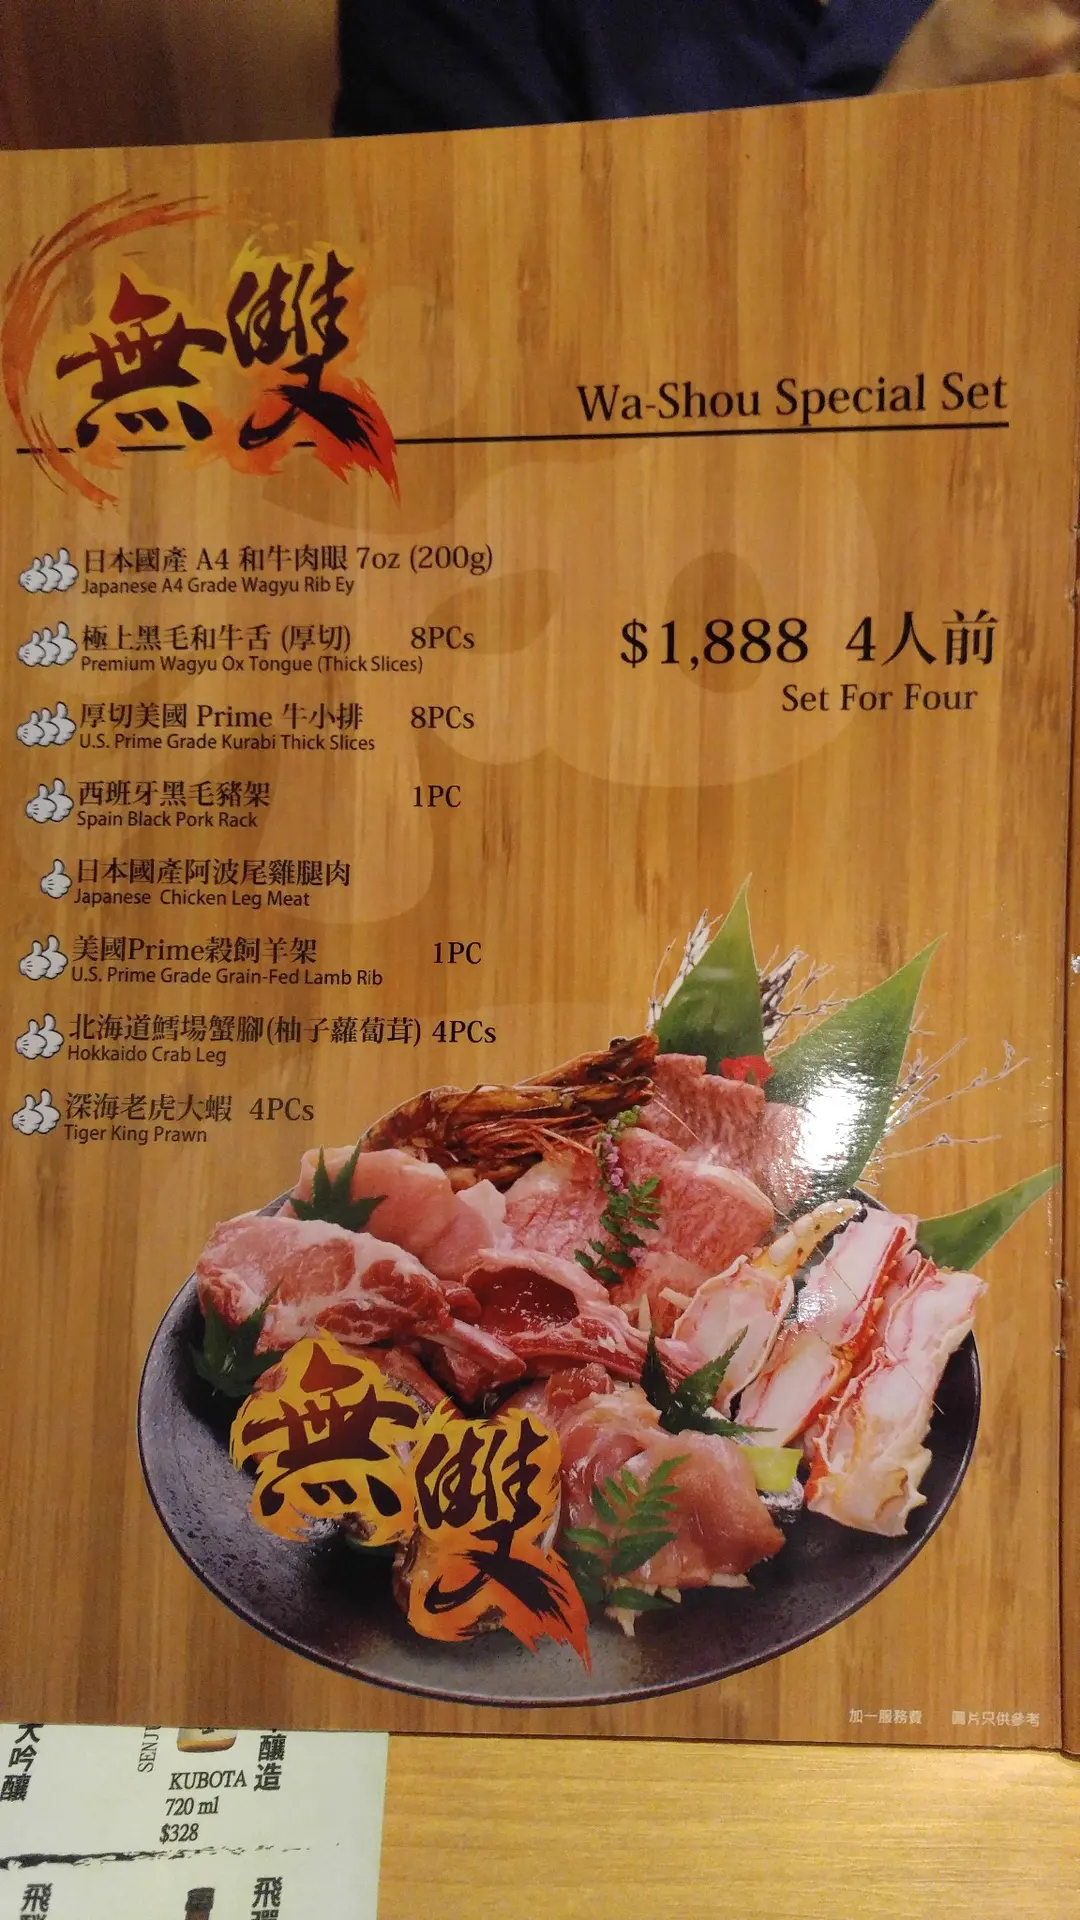 無雙
Wa-Shou Special Set
日本國產 A4 和牛肉眼 7oz (200g)
Japanese A4 Grade Wagyu Rib Ey
極上黑毛和牛舌 (厚切) 8PCs
Premium Wagyu Ox Tongue (Thick Slices)
$1,888 4人前
Set For Four
厚切美國 Prime 牛小排 8PCs
U.S. Prime Grade Kurabi Thick Slices
西班牙黑毛豬架 1PC
Spain Black Pork Rack
日本國產阿波尾雞腿肉
Japanese Chicken Leg Meat
美國Prime穀飼羊架 1PC
U.S. Prime Grade Grain-Fed Lamb Rib
北海道鱈場蟹腳(柚子蘿蔔茸) 4PCs
Hokkaido Crab Leg
深海老虎大蝦 4PCs
Tiger King Prawn
無雙
加一服務費 圖片只供參考
大吟釀
SENJU
釀造
KUBOTA
720 ml
$328
飛
飛